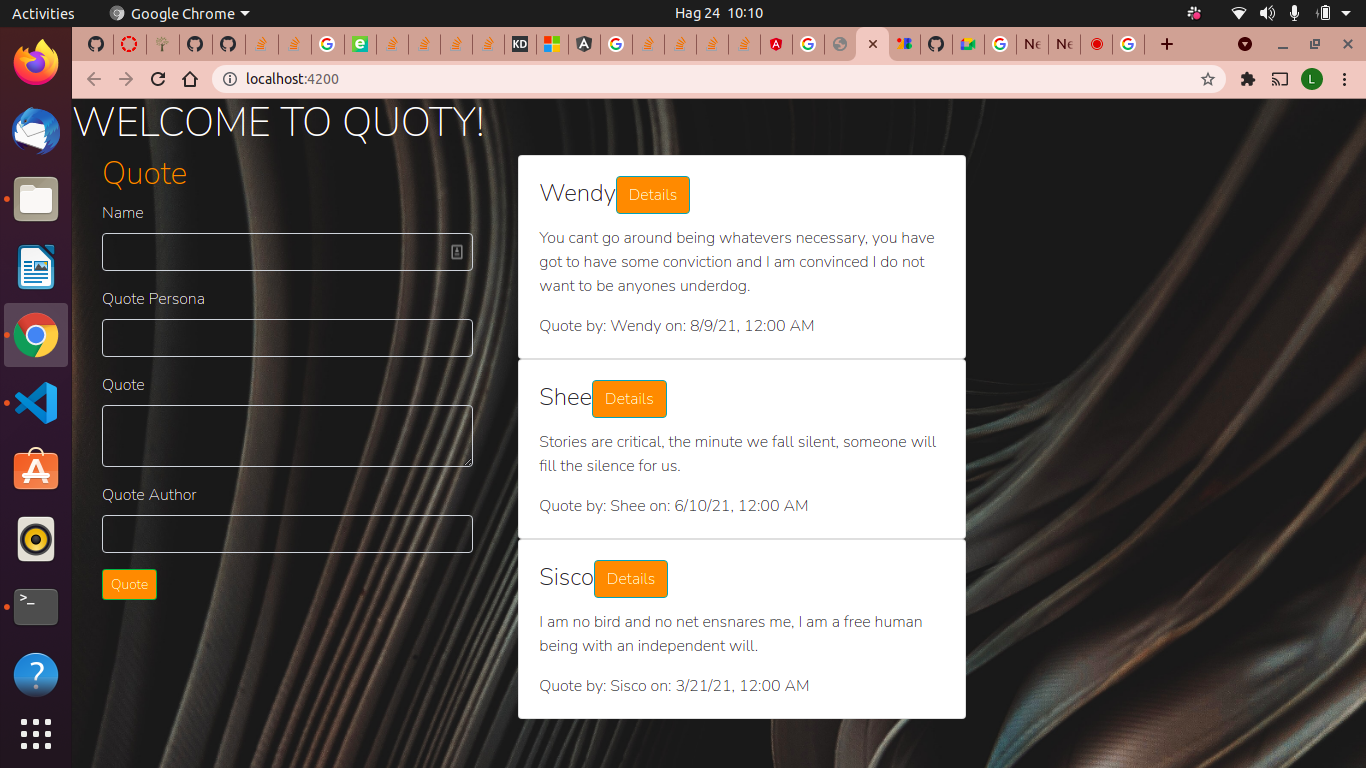 Activities
Google Chrome
Hag 24 10:10
KD
Ne
Ne
localhost:4200
L
WELCOME TO QUOTY!
Quote
Name
Quote Persona
Quote
Quote Author
Quote
Wendy
Details
You cant go around being whatevers necessary, you have
got to have some conviction and I am convinced I do not
want to be anyones underdog.
Quote by: Wendy on: 8/9/21, 12:00 AM
Shee
Details
Stories are critical, the minute we fall silent, someone will
fill the silence for us.
Quote by: Shee on: 6/10/21, 12:00 AM
Sisco
Details
I am no bird and no net ensnares me, I am a free human
being with an independent will.
Quote by: Sisco on: 3/21/21, 12:00 AM